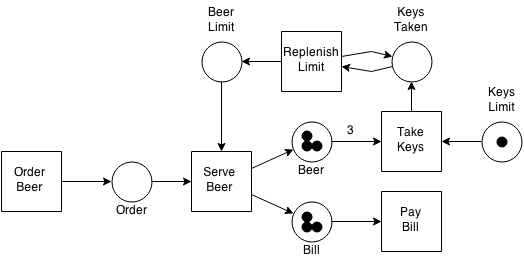 Beer
Limit
Keys
Taken
Replenish
Limit
Keys
Limit
3
Take
Keys
Order
Beer
Serve
Beer
Beer
Order
Pay
Bill
Bill